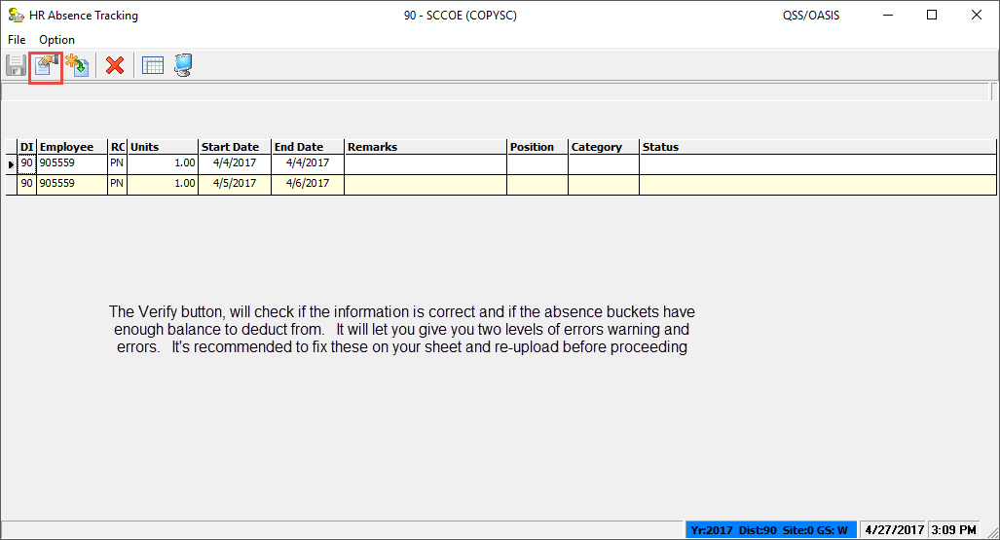 HR Absence Tracking 90 - SCCOE (COPYSC) QSS/OASIS
File Option
DI Employee RC Units Start Date End Date Remarks Position Category Status
90 905559 PN 1.00 4/4/2017 4/4/2017
90 905559 PN 1.00 4/5/2017 4/6/2017
The Verify button, will check if the information is correct and if the absence buckets have
enough balance to deduct from. It will let you give you two levels of errors warning and
errors. It's recommended to fix these on your sheet and re-upload before proceeding
Yr:2017 Dist:90 Site:0 GS: W 4/27/2017 3:09 PM